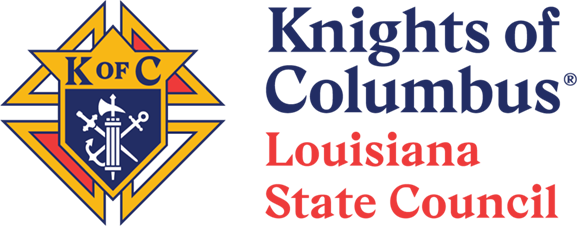 K OF C
Knights of
Columbus®
Louisiana
State Council